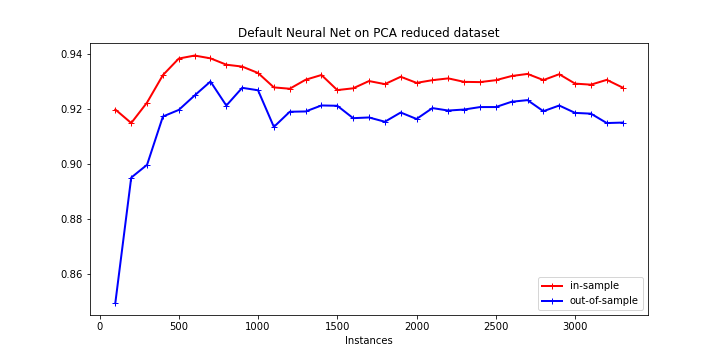 Default Neural Net on PCA reduced dataset
0.94
0.92
0.90
0.88
0.86
0 500 1000 1500 2000 2500 3000
Instances
in-sample
out-of-sample